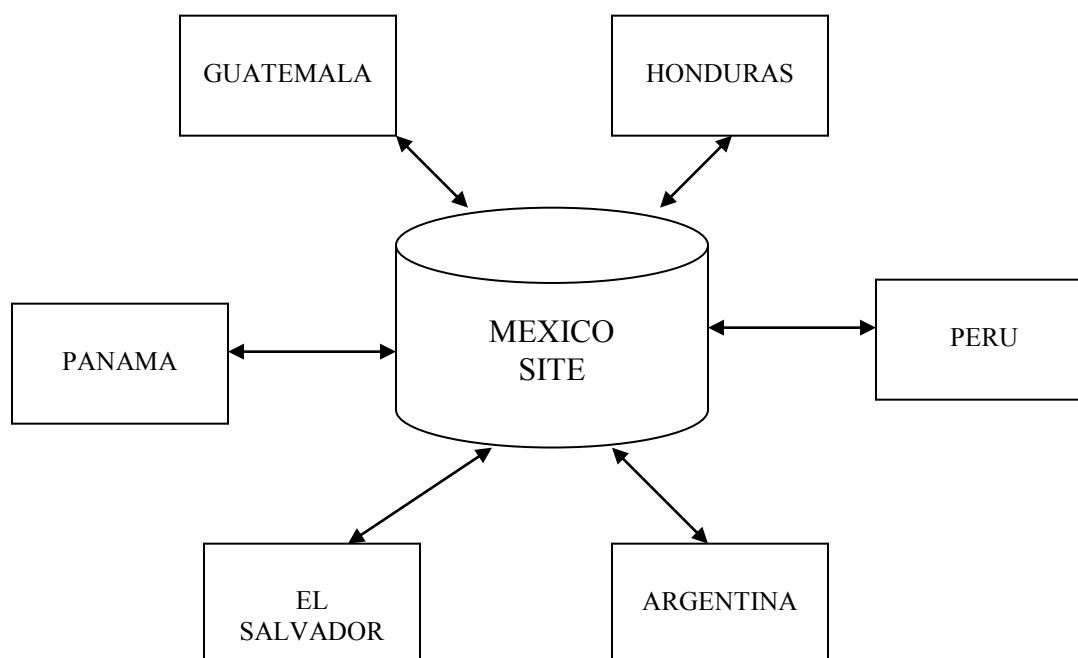 GUATEMALA
HONDURAS
MEXICO
SITE
PERU
PANAMA
EL
SALVADOR
ARGENTINA